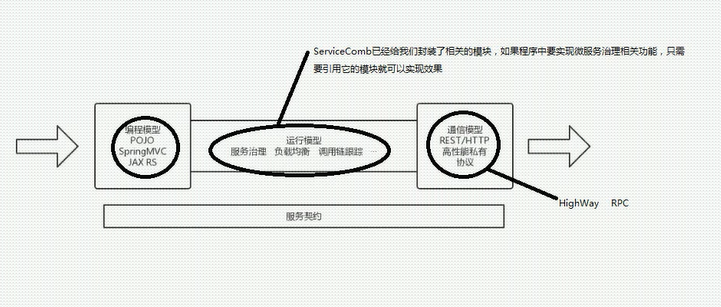 ServiceComb已经给我们封装了相关的模块，如果程序中要实现微服务治理相关功能，只需
要引用它的模块就可以实现效果
编程模型
POJO
SpringMVC
JAX RS
运行模型
服务治理 负载均衡 调用链跟踪 ...
通信模型
REST/HTTP
高性能私有
协议
HighWay RPC
服务契约